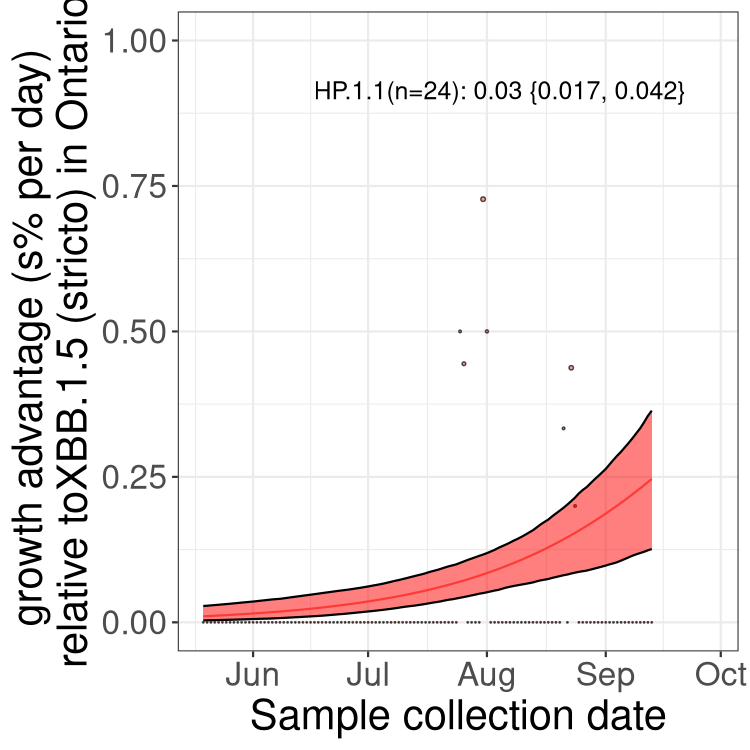 growth advantage (s% per day)
relative toXBB.1.5 (stricto) in Ontario
1.00
HP.1.1(n=24): 0.03 {0.017, 0.042}
0.75
0.50
0.25
0.00
Jun Jul Aug Sep Oct
Sample collection date